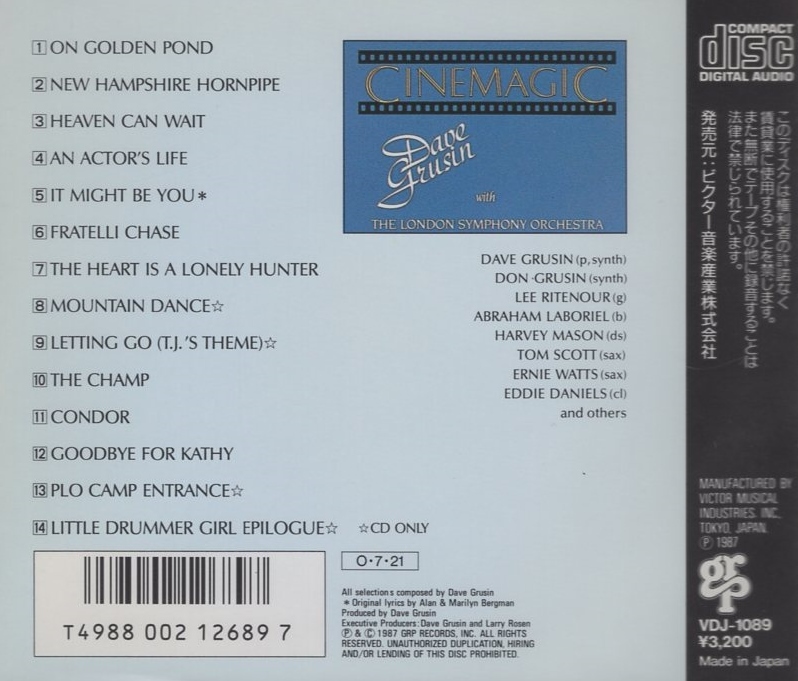 1 ON GOLDEN POND
2 NEW HAMPSHIRE HORNPIPE
3 HEAVEN CAN WAIT
4 AN ACTOR'S LIFE
5 IT MIGHT BE YOU*
6 FRATELLI CHASE
7 THE HEART IS A LONELY HUNTER
8 MOUNTAIN DANCE☆
9 LETTING GO (T.J.'S THEME)☆
10 THE CHAMP
11 CONDOR
12 GOODBYE FOR KATHY
13 PLO CAMP ENTRANCE☆
14 LITTLE DRUMMER GIRL EPILOGUE☆ ☆CD ONLY
CINEMAGIC
Dave
Grusin
with
THE LONDON SYMPHONY ORCHESTRA
DAVE GRUSIN (p, synth)
DON GRUSIN (synth)
LEE RITENOUR (g)
ABRAHAM LABORIEL (b)
HARVEY MASON (ds)
TOM SCOTT (sax)
ERNIE WATTS (sax)
EDDIE DANIELS (cl)
and others
T4988 002 12689 7
O·7·21
All selections composed by Dave Grusin
* Original lyrics by Alan & Marilyn Bergman
Produced by Dave Grusin
Executive Producers: Dave Grusin and Larry Rosen
Ⓟ & © 1987 GRP RECORDS, INC. ALL RIGHTS
RESERVED. UNAUTHORIZED DUPLICATION, HIRING
AND/OR LENDING OF THIS DISC PROHIBITED.
COMPACT
disc
DIGITAL AUDIO
このディスクは権利者の許諾なく
賃貸業に使用することを禁じます。
また無断でテープその他に録音することは
法律で禁じられています。
発売元：ビクター音楽産業株式会社
MANUFACTURED BY
VICTOR MUSICAL
INDUSTRIES, INC.
TOKYO, JAPAN.
Ⓟ 1987
grp
VDJ-1089
¥3,200
Made in Japan